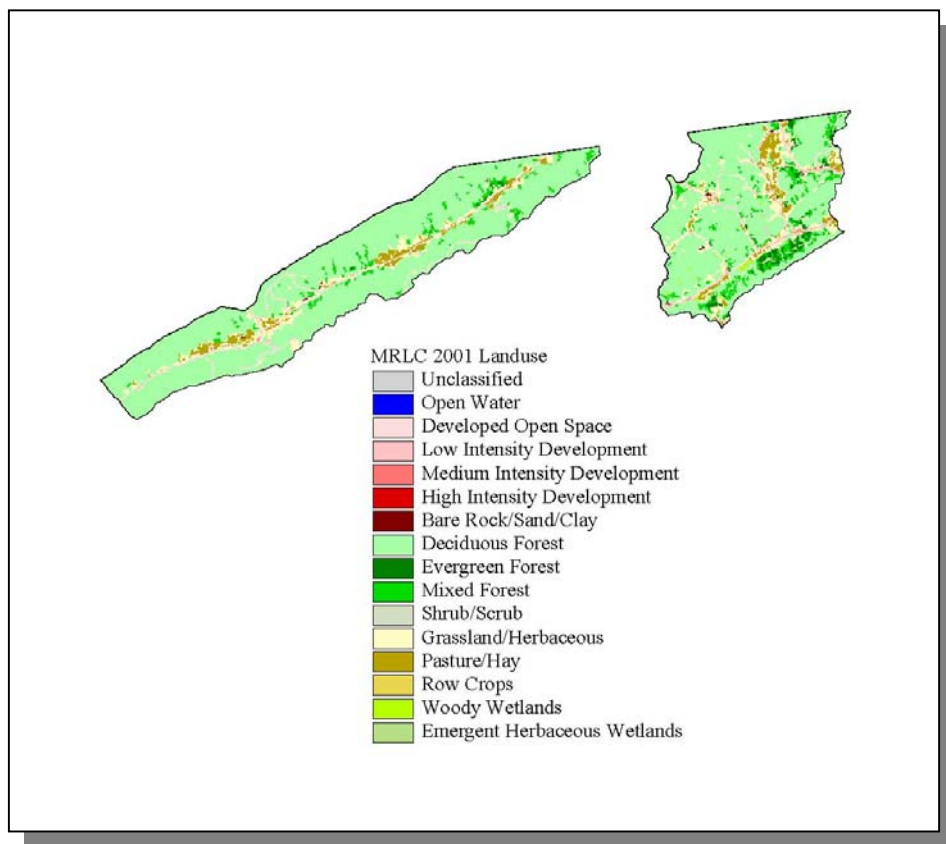 MRLC 2001 Landuse
Unclassified
Open Water
Developed Open Space
Low Intensity Development
Medium Intensity Development
High Intensity Development
Bare Rock/Sand/Clay
Deciduous Forest
Evergreen Forest
Mixed Forest
Shrub/Scrub
Grassland/Herbaceous
Pasture/Hay
Row Crops
Woody Wetlands
Emergent Herbaceous Wetlands